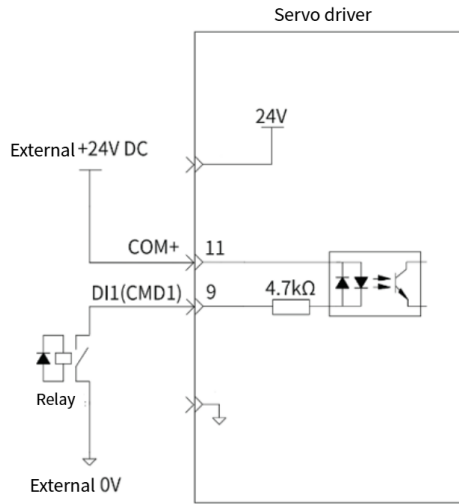 Servo driver
24V
External +24V DC
COM+
11
DI1(CMD1)
9
4.7kΩ
Relay
External 0V